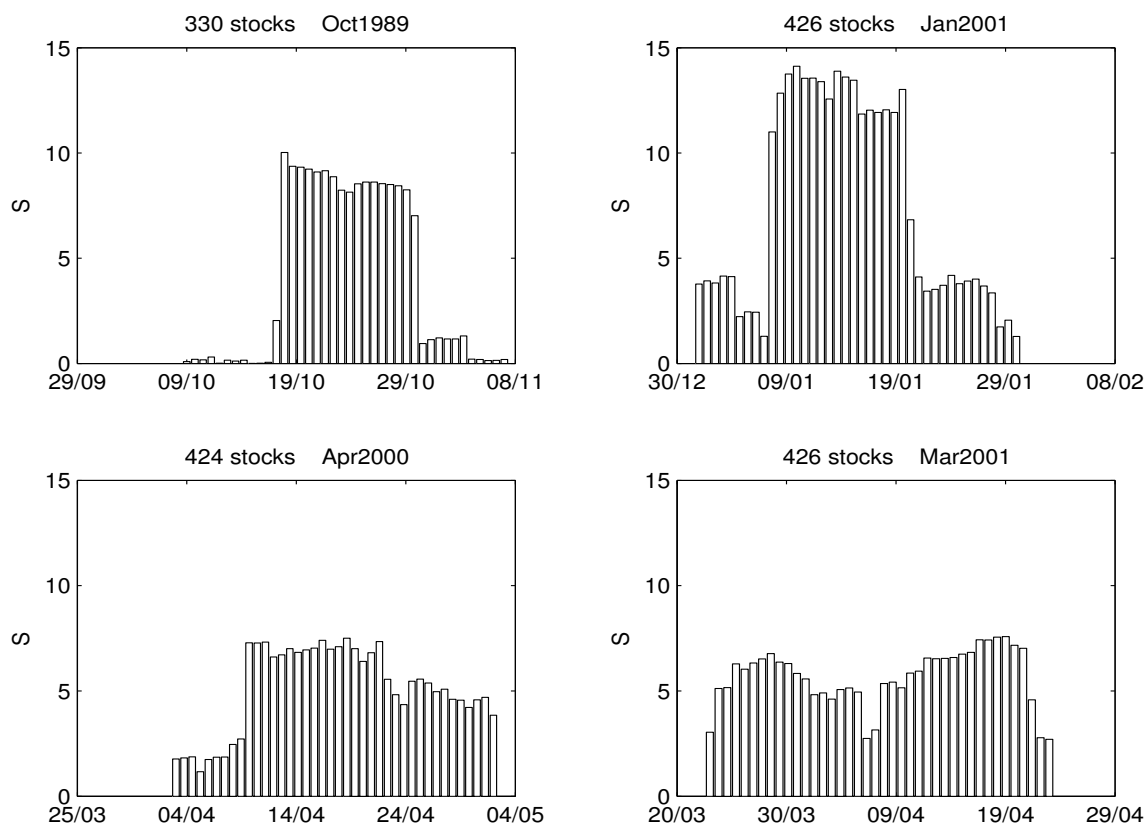 330 stocks Oct1989
15
10
5
0
S
29/09 09/10 19/10 29/10 08/11
426 stocks Jan2001
15
10
5
0
S
30/12 09/01 19/01 29/01 08/02
424 stocks Apr2000
15
10
5
0
S
25/03 04/04 14/04 24/04 04/05
426 stocks Mar2001
15
10
5
0
S
20/03 30/03 09/04 19/04 29/04